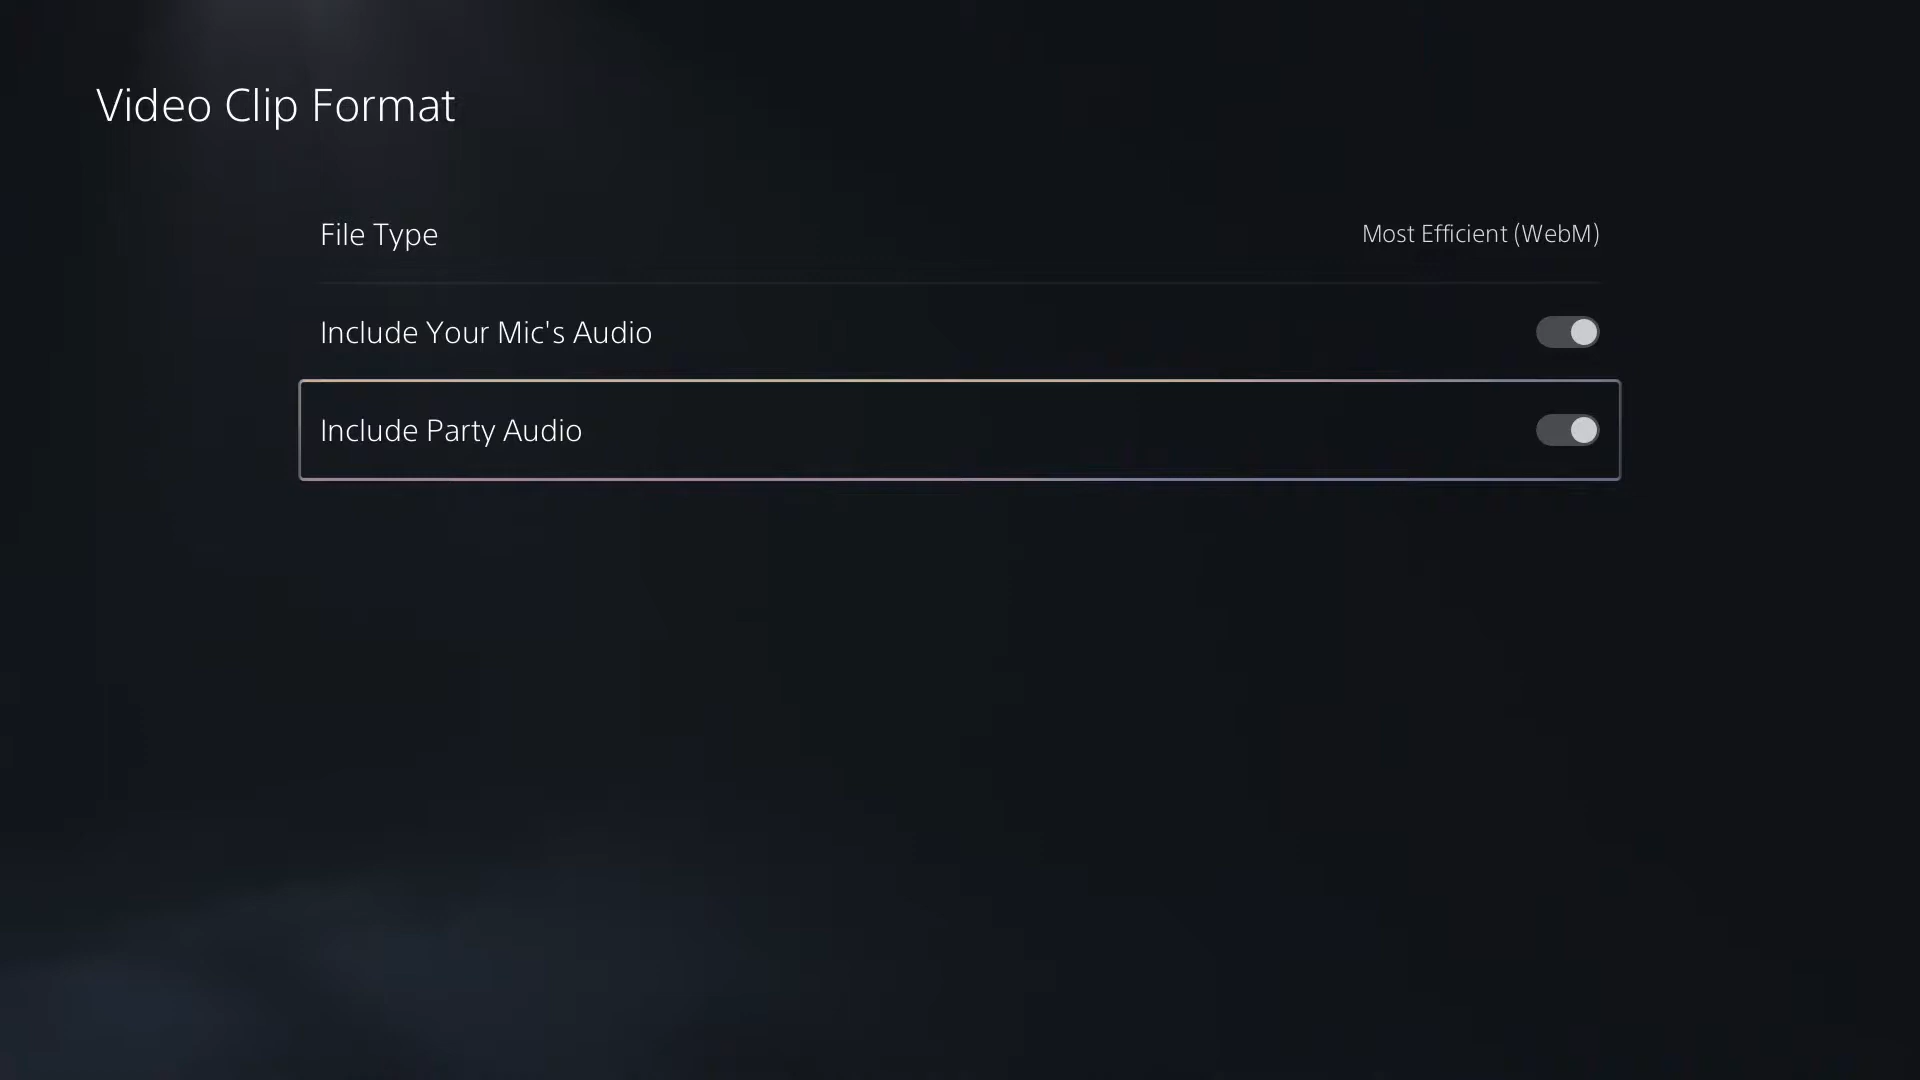 Video Clip Format
File Type
Most Efficient (WebM)
Include Your Mic's Audio
Include Party Audio